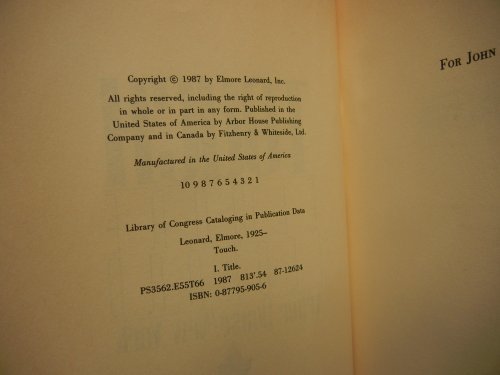 Copyright © 1987 by Elmore Leonard, Inc.
All rights reserved, including the right of reproduction
in whole or in part in any form. Published in the
United States of America by Arbor House Publishing
Company and in Canada by Fitzhenry & Whiteside, Ltd.
Manufactured in the United States of America
10 9 8 7 6 5 4 3 2 1
Library of Congress Cataloging in Publication Data
Leonard, Elmore, 1925–
Touch.
I. Title.
PS3562.E55T66 1987 813'.54 87-12624
ISBN: 0-87795-905-6
FOR JOHN